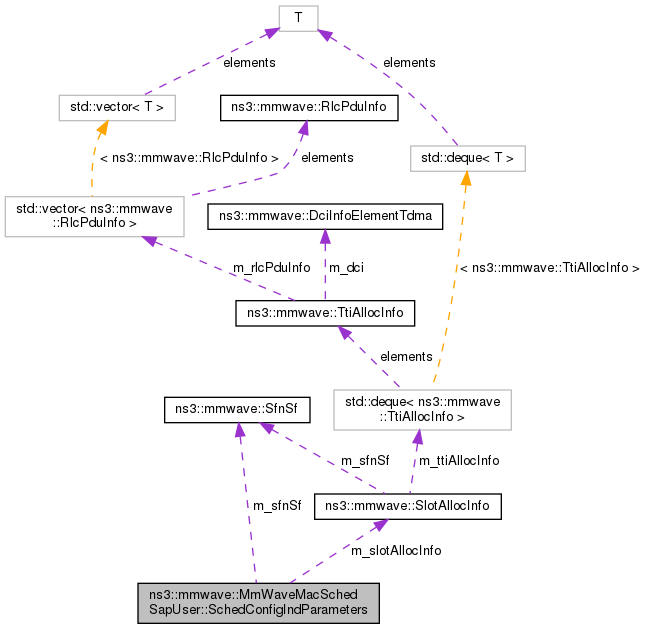 T
elements
elements
std::vector< T >
ns3::mmwave::RlcPduInfo
< ns3::mmwave::RlcPduInfo >
elements
std::deque< T >
std::vector< ns3::mmwave
::RlcPduInfo >
ns3::mmwave::DciInfoElementTdma
m_rlcPduInfo
m_dci
< ns3::mmwave::TtiAllocInfo >
ns3::mmwave::TtiAllocInfo
elements
std::deque< ns3::mmwave
::TtiAllocInfo >
ns3::mmwave::SfnSf
m_sfnSf
m_ttiAllocInfo
m_sfnSf
ns3::mmwave::SlotAllocInfo
m_slotAllocInfo
ns3::mmwave::MmWaveMacSched
SapUser::SchedConfigIndParameters